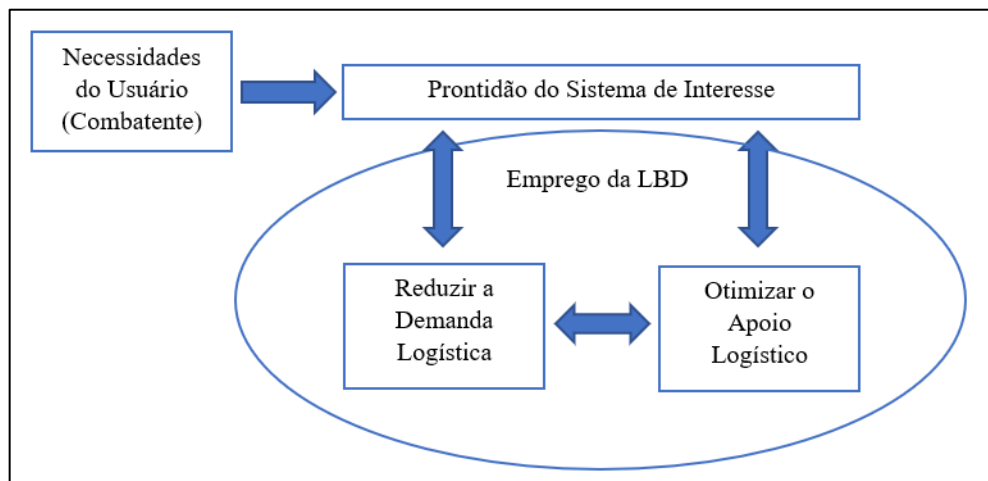 Necessidades
do Usuário
(Combatente)
Prontidão do Sistema de Interesse
Emprego da LBD
Reduzir a
Demanda
Logística
Otimizar o
Apoio
Logístico